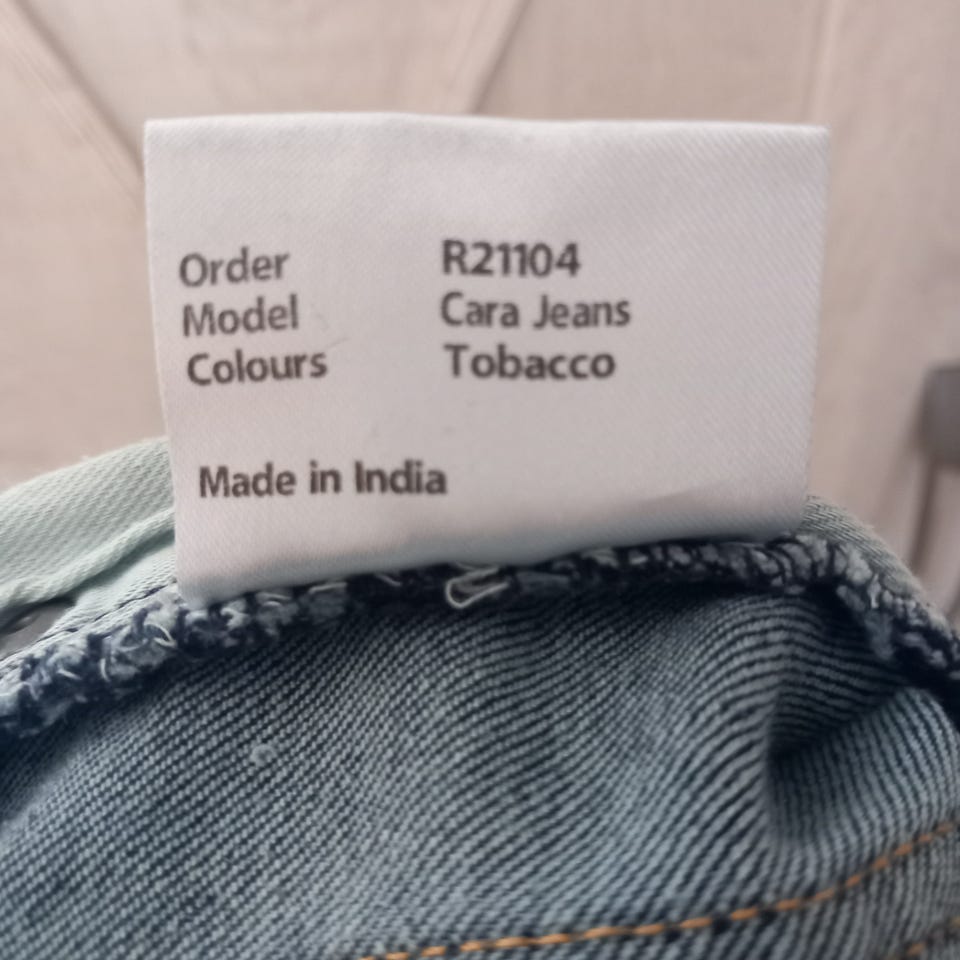 Order R21104
Model Cara Jeans
Colours Tobacco
Made in India